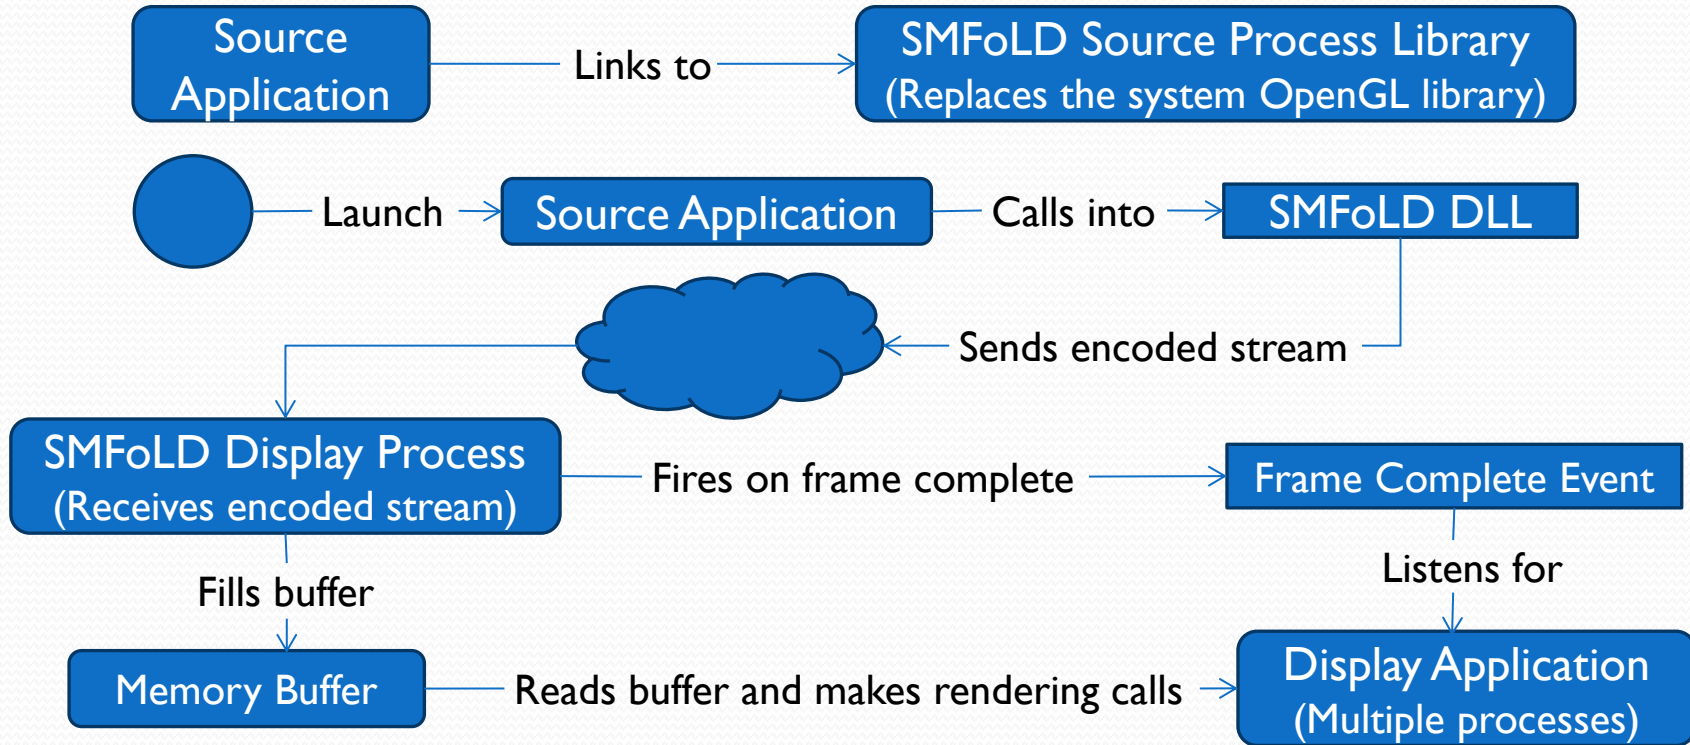 Source
Application
Links to
SMFoLD Source Process Library
(Replaces the system OpenGL library)
Launch
Source Application
Calls into
SMFoLD DLL
Sends encoded stream
SMFoLD Display Process
(Receives encoded stream)
Fires on frame complete
Frame Complete Event
Fills buffer
Listens for
Memory Buffer
Reads buffer and makes rendering calls
Display Application
(Multiple processes)